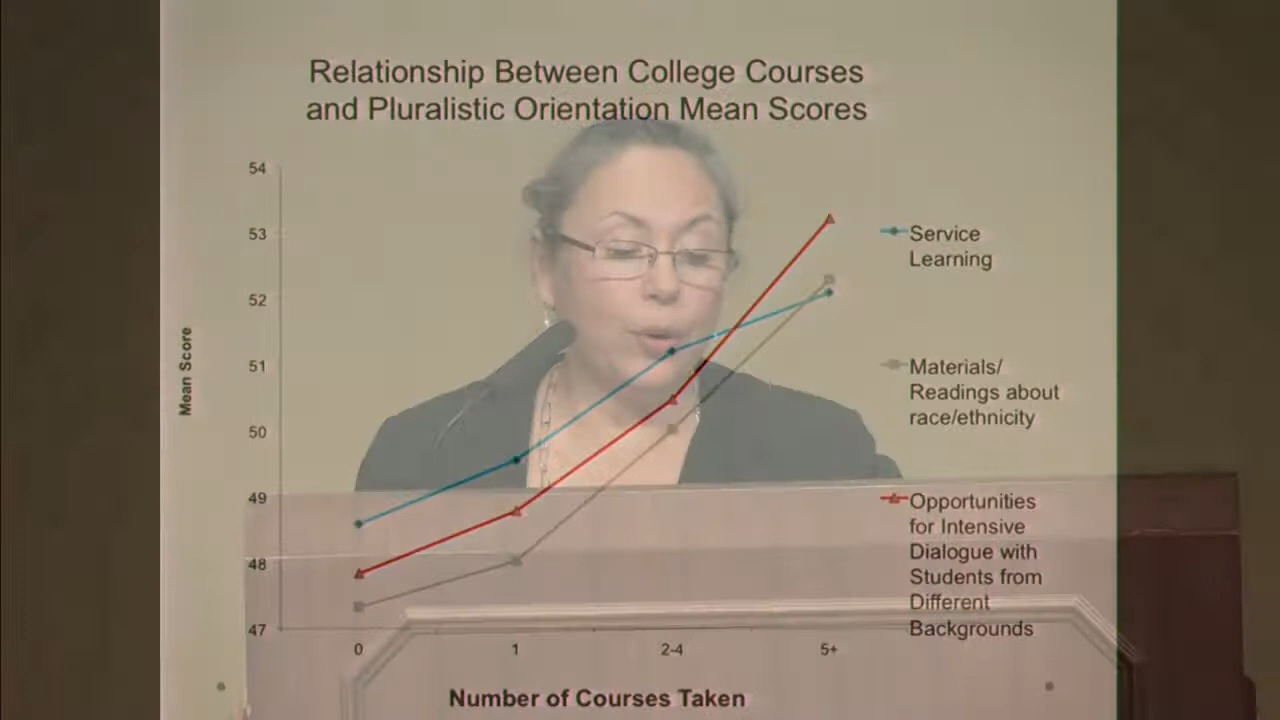 Relationship Between College Courses
and Pluralistic Orientation Mean Scores
54
53
52
51
50
49
48
47
Mean Score
0
1
2-4
5+
Number of Courses Taken
Service
Learning
Materials/
Readings about
race/ethnicity
Opportunities
for Intensive
Dialogue with
Students from
Different
Backgrounds